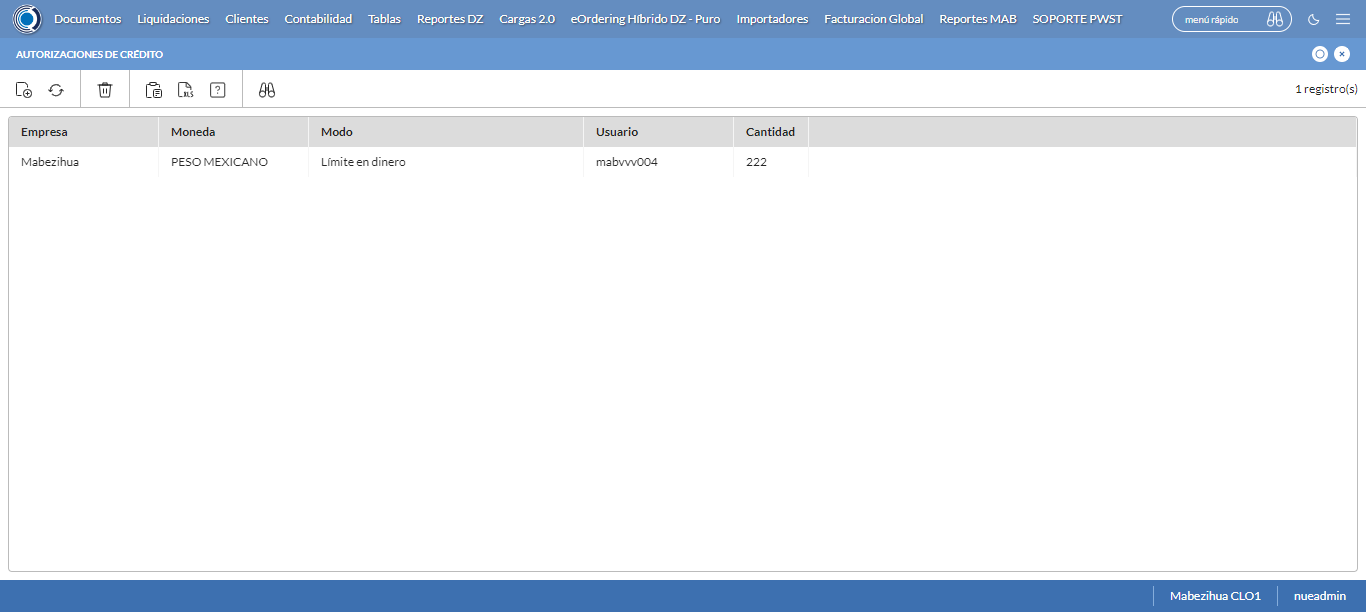 Documentos Liquidaciones Clientes Contabilidad Tablas Reportes DZ Cargas 2.0 eOrdering Híbrido DZ - Puro Importadores Facturacion Global Reportes MAB SOPORTE PWST menú rápido
AUTORIZACIONES DE CRÉDITO
XLS ? 1 registro(s)
Empresa Moneda Modo Usuario Cantidad
Mabezihua PESO MEXICANO Límite en dinero mabvvv004 222
Mabezihua CLO1 nueadmin